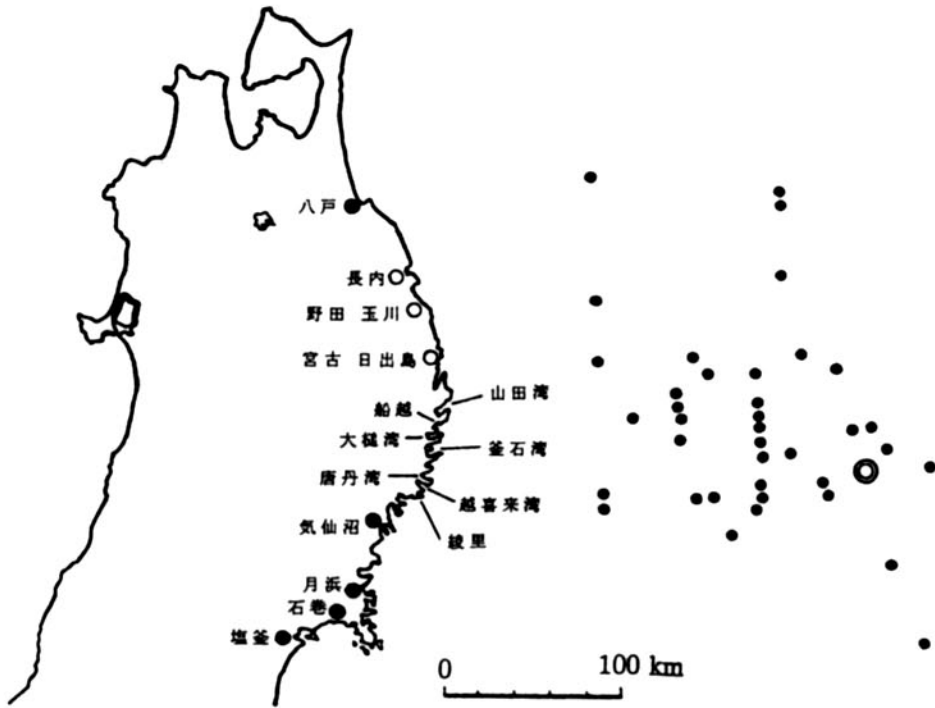 八戸
長内
野田 玉川
宮古 日出島
山田湾
船越
大槌湾
釜石湾
唐丹湾
越喜来湾
気仙沼
綾里
月浜
石巻
塩釜
0 100 km